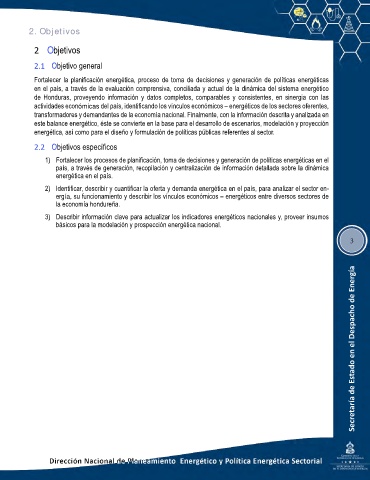 2. Objetivos
2 Objetivos
2.1 Objetivo general
Fortalecer la planificación energética, proceso de toma de decisiones y generación de políticas energéticas
en el país, a través de la evaluación comprensiva, conciliada y actual de la dinámica del sistema energético
de Honduras, proveyendo información y datos completos, comparables y consistentes, en sinergia con las
actividades económicas del país, identificando los vínculos económicos – energéticos de los sectores oferentes,
transformadores y demandantes de la economía nacional. Finalmente, con la información descrita y analizada en
este balance energético, éste se convierte en la base para el desarrollo de escenarios, modelación y proyección
energética, así como para el diseño y formulación de políticas públicas referentes al sector.
2.2 Objetivos específicos
1) Fortalecer los procesos de planificación, toma de decisiones y generación de políticas energéticas en el
país, a través de generación, recopilación y centralización de información detallada sobre la dinámica
energética en el país.
2) Identificar, describir y cuantificar la oferta y demanda energética en el país, para analizar el sector en-
ergía, su funcionamiento y describir los vínculos económicos – energéticos entre diversos sectores de
la economía hondureña.
3) Describir información clave para actualizar los indicadores energéticos nacionales y, proveer insumos
básicos para la modelación y prospección energética nacional.
3
Secretaría de Estado en el Despacho de Energía
Dirección Nacional de Planeamiento Energético y Política Energética Sectorial